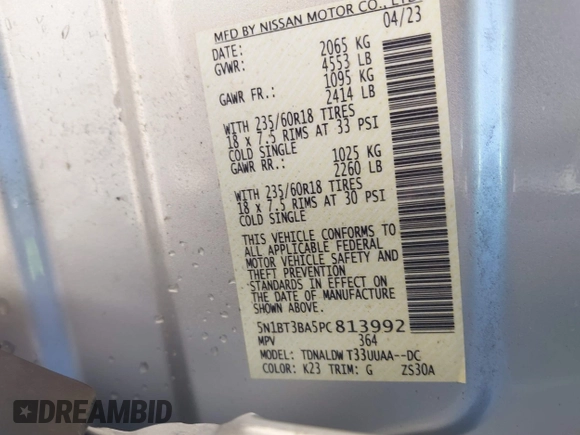 MFD BY NISSAN MOTOR CO., LTD.
DATE: 04/23
GVWR: 2065 KG
4553 LB
GAWR FR.: 1095 KG
2414 LB
WITH 235/60R18 TIRES
18 x 7.5 RIMS AT 33 PSI
COLD SINGLE
GAWR RR.: 1025 KG
2260 LB
WITH 235/60R18 TIRES
18 x 7.5 RIMS AT 30 PSI
COLD SINGLE
THIS VEHICLE CONFORMS TO
ALL APPLICABLE FEDERAL
MOTOR VEHICLE SAFETY AND
THEFT PREVENTION
STANDARDS IN EFFECT ON THE
DATE OF MANUFACTURE
SHOWN ABOVE.
5N1BT3BA5PC813992
MPV 364
MODEL: TDNALDW T33UUAA--DC
COLOR: K23 TRIM: G ZS30A
DREAMBID